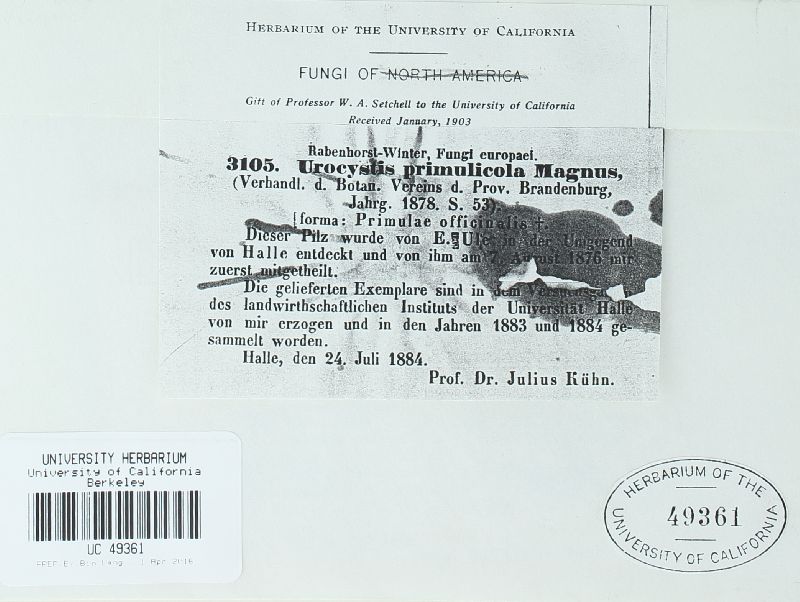 HERBARIUM OF THE UNIVERSITY OF CALIFORNIA
FUNGI OF NORTH AMERICA
Gift of Professor W. A. Setchell to the University of California
Received January, 1903
Rabenhorst-Winter, Fungi europaei.
3105. Urocystis primulicola Magnus,
(Verhandl. d. Botan. Vereins d. Prov. Brandenburg,
Jahrg. 1878. S. 53).
[forma: Primulae officinalis †.
Dieser Pilz wurde von E. Ule in der Umgegend
von Halle entdeckt und von ihm am 7. August 1876 mir
zuerst mitgetheilt.
Die gelieferten Exemplare sind in dem
des landwirthschaftlichen Instituts der Universität Halle
von mir erzogen und in den Jahren 1883 und 1884 ge-
sammelt worden.
Halle, den 24. Juli 1884.
Prof. Dr. Julius Kühn.
UNIVERSITY HERBARIUM
University of California
Berkeley
UC 49361
HERBARIUM OF THE
49361
UNIVERSITY OF CALIFORNIA